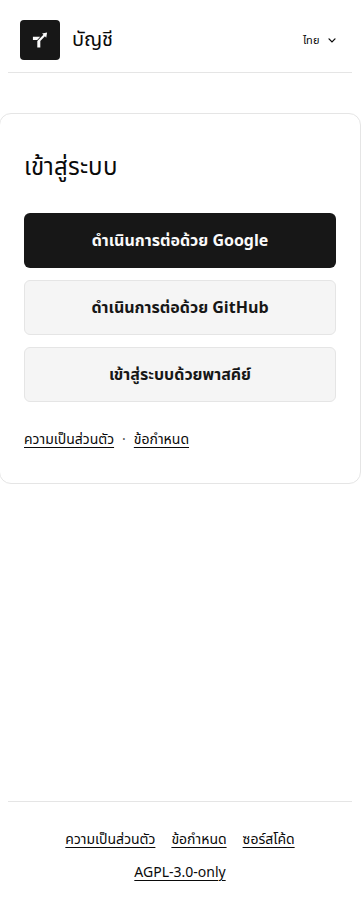 บัญชี
ไทย
เข้าสู่ระบบ
ดำเนินการต่อด้วย Google
ดำเนินการต่อด้วย GitHub
เข้าสู่ระบบด้วยพาสคีย์
ความเป็นส่วนตัว · ข้อกำหนด
ความเป็นส่วนตัว ข้อกำหนด ซอร์สโค้ด
AGPL-3.0-only